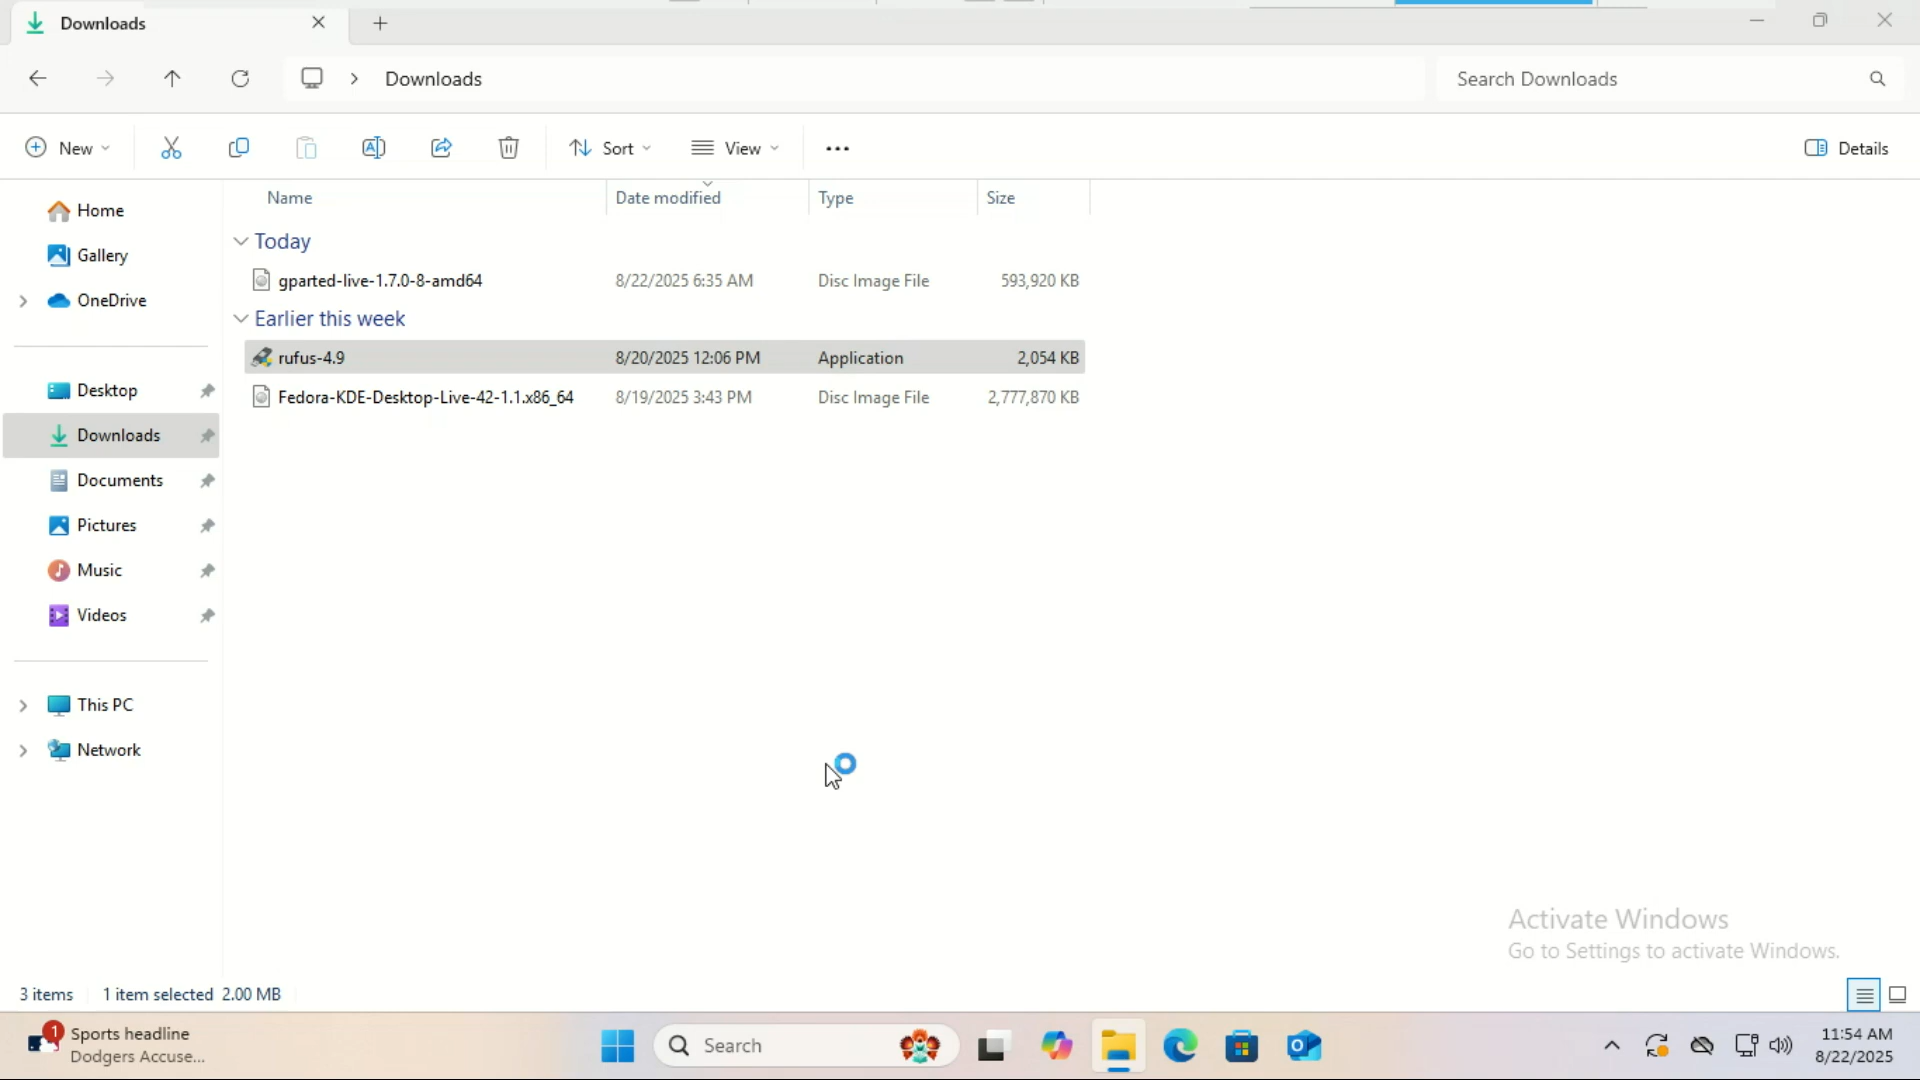 Downloads
Downloads
Search Downloads
New
Sort
View
Details
Name Date modified Type Size
Home
Gallery
OneDrive
Desktop
Downloads
Documents
Pictures
Music
Videos
This PC
Network
Today
gparted-live-1.7.0-8-amd64 8/22/2025 6:35 AM Disc Image File 593,920 KB
Earlier this week
rufus-4.9 8/20/2025 12:06 PM Application 2,054 KB
Fedora-KDE-Desktop-Live-42-1.1.x86_64 8/19/2025 3:43 PM Disc Image File 2,777,870 KB
Activate Windows
Go to Settings to activate Windows.
3 items 1 item selected 2.00 MB
1
Sports headline
Dodgers Accuse...
Search
11:54 AM
8/22/2025